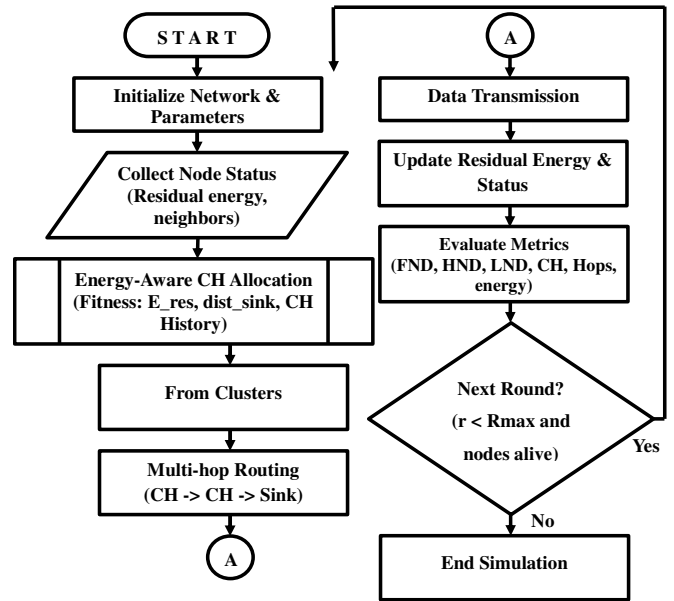 S T A R T
Initialize Network &
Parameters
Collect Node Status
(Residual energy,
neighbors)
Energy-Aware CH Allocation
(Fitness: E_res, dist_sink, CH
History)
From Clusters
Multi-hop Routing
(CH -> CH -> Sink)
A
A
Data Transmission
Update Residual Energy &
Status
Evaluate Metrics
(FND, HND, LND, CH, Hops,
energy)
Next Round?
(r < Rmax and
nodes alive)
Yes
No
End Simulation